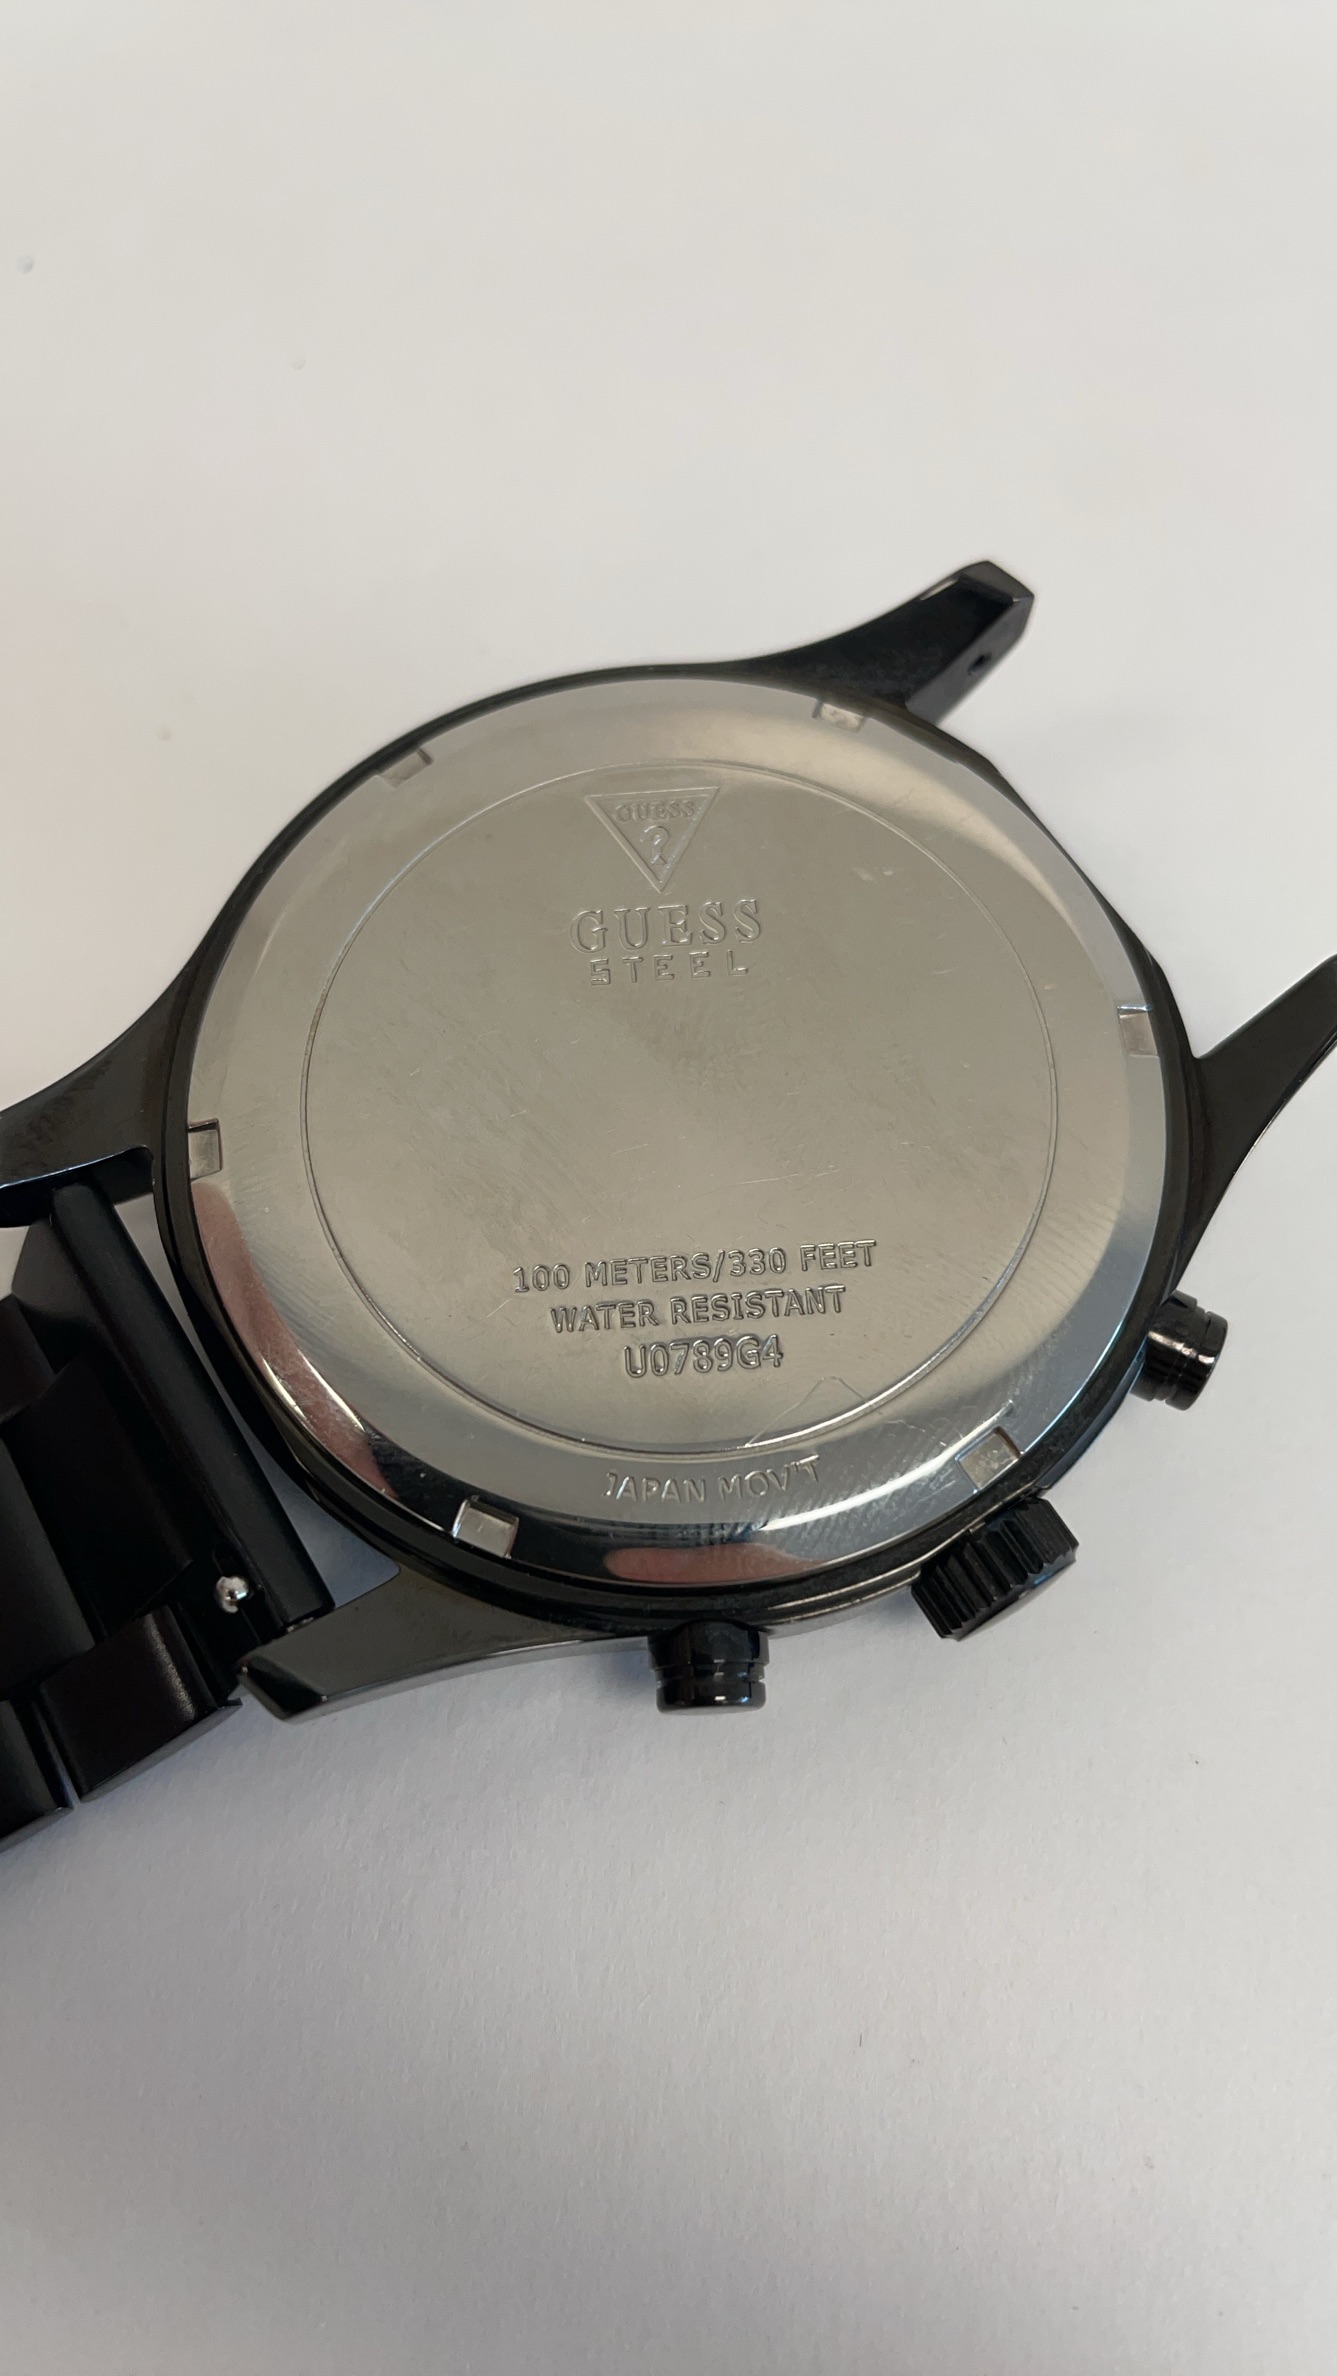 GUESS
?
GUESS
STEEL
100 METERS/330 FEET
WATER RESISTANT
U0789G4
JAPAN MOV'T